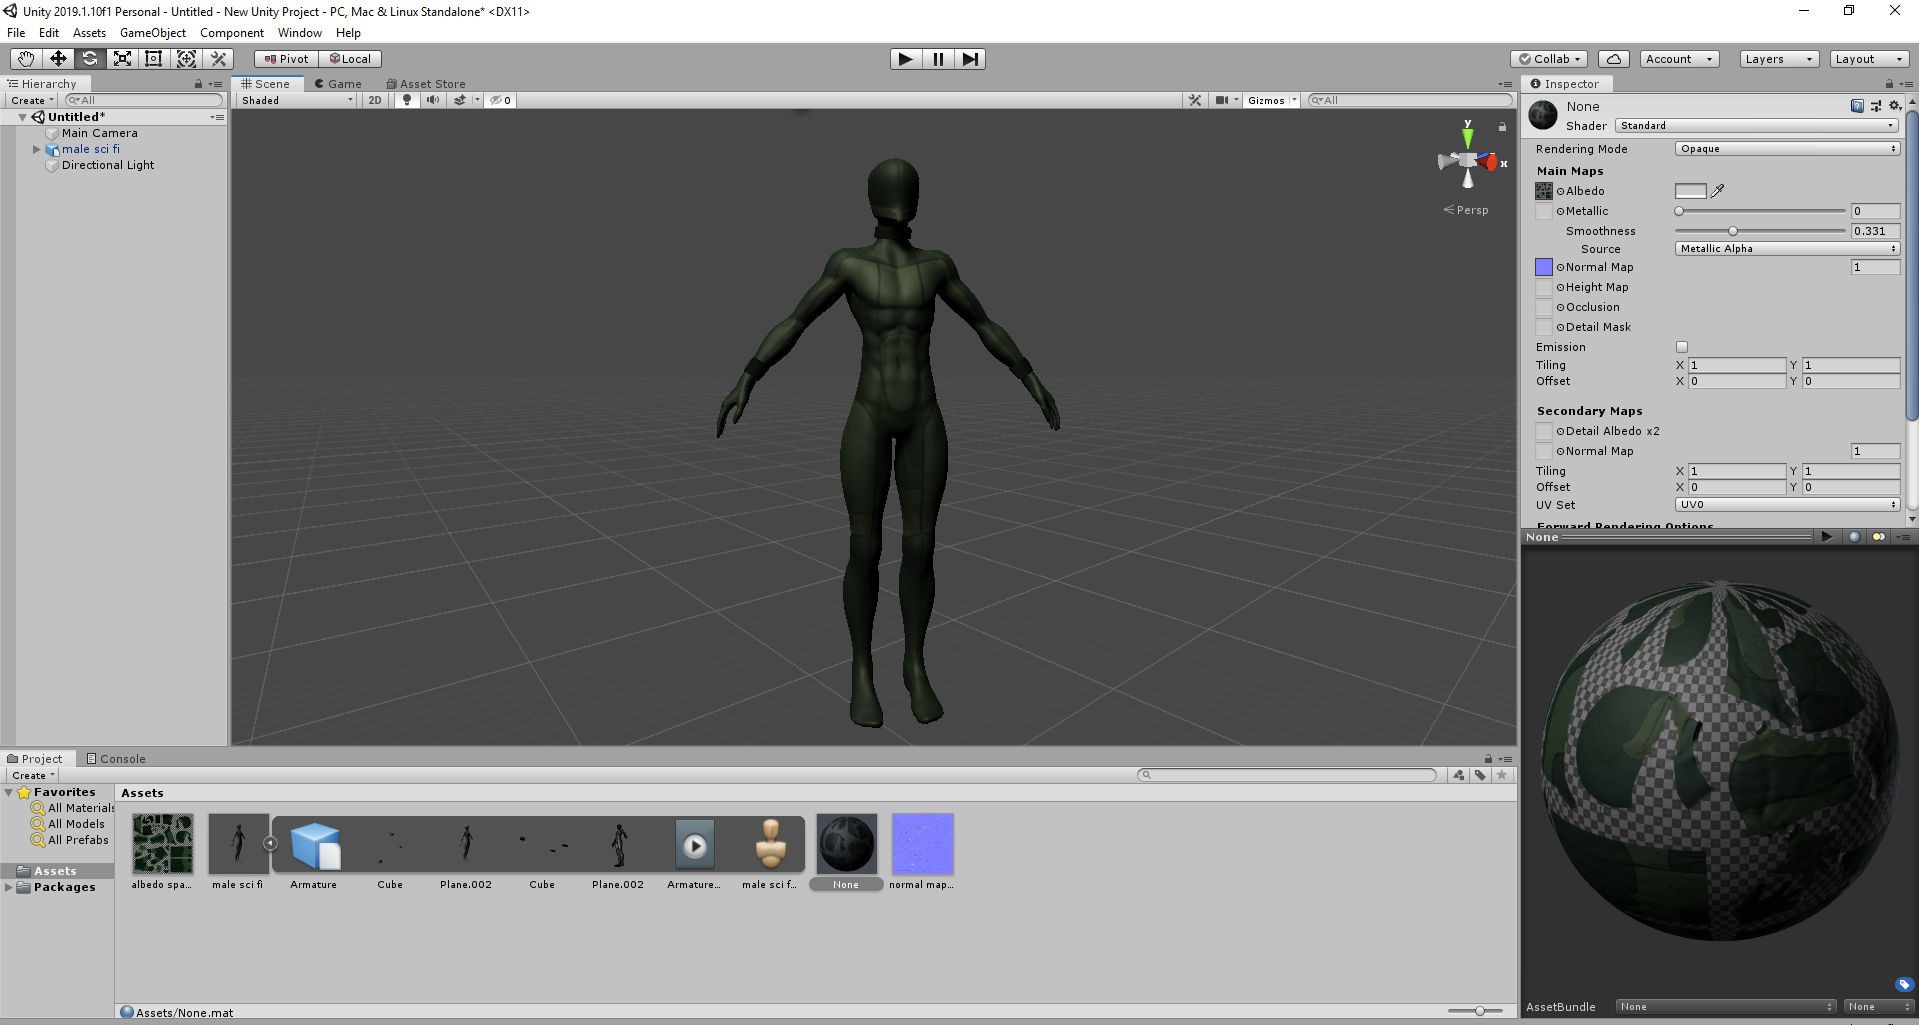 Unity 2019.1.10f1 Personal - Untitled - New Unity Project - PC, Mac & Linux Standalone* <DX11>
File Edit Assets GameObject Component Window Help
Pivot Local
Collab Account Layers Layout
Hierarchy
Create All
Untitled*
Main Camera
male sci fi
Directional Light
Scene Game Asset Store
Shaded 2D 0 Gizmos All
y
x
Persp
Inspector
None
Shader Standard
Rendering Mode Opaque
Main Maps
Albedo
Metallic 0
Smoothness 0.331
Source Metallic Alpha
Normal Map 1
Height Map
Occlusion
Detail Mask
Emission
Tiling X 1 Y 1
Offset X 0 Y 0
Secondary Maps
Detail Albedo x2
Normal Map 1
Tiling X 1 Y 1
Offset X 0 Y 0
UV Set UV0
Forward Rendering Options
None
AssetBundle None None
Project Console
Create
Favorites
All Materials
All Models
All Prefabs
Assets
Packages
Assets
albedo spa... male sci fi Armature Cube Plane.002 Cube Plane.002 Armature... male sci f... None normal map...
Assets/None.mat